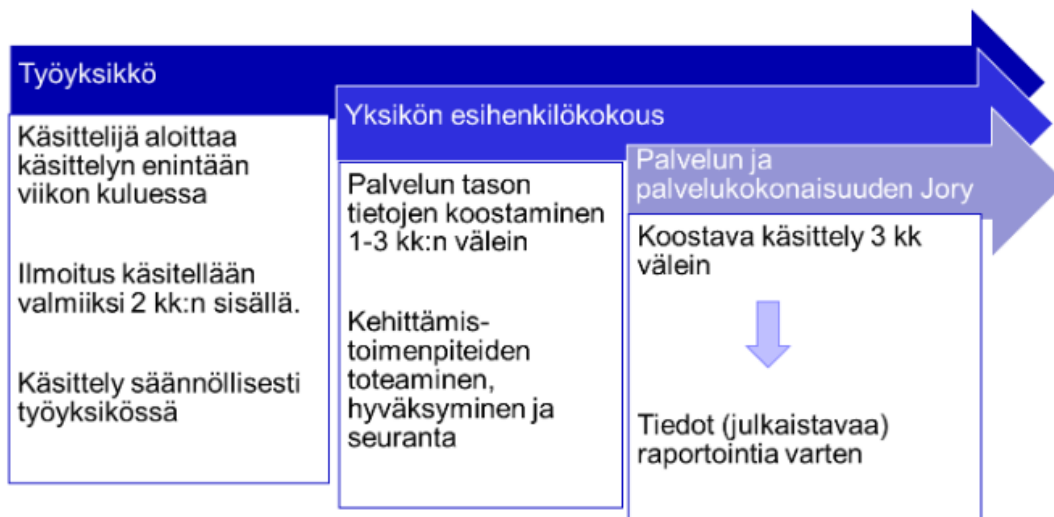 Työyksikkö
Käsittelijä aloittaa
käsittelyn enintään
viikon kuluessa
Ilmoitus käsitellään
valmiiksi 2 kk:n sisällä.
Käsittely säännöllisesti
työyksikössä
Yksikön esihenkilökokous
Palvelun tason
tietojen koostaminen
1-3 kk:n välein
Kehittämis-
toimenpiteiden
toteaminen,
hyväksyminen ja
seuranta
Palvelun ja
palvelukokonaisuuden Jory
Koostava käsittely 3 kk
välein
Tiedot (julkaistavaa)
raportointia varten